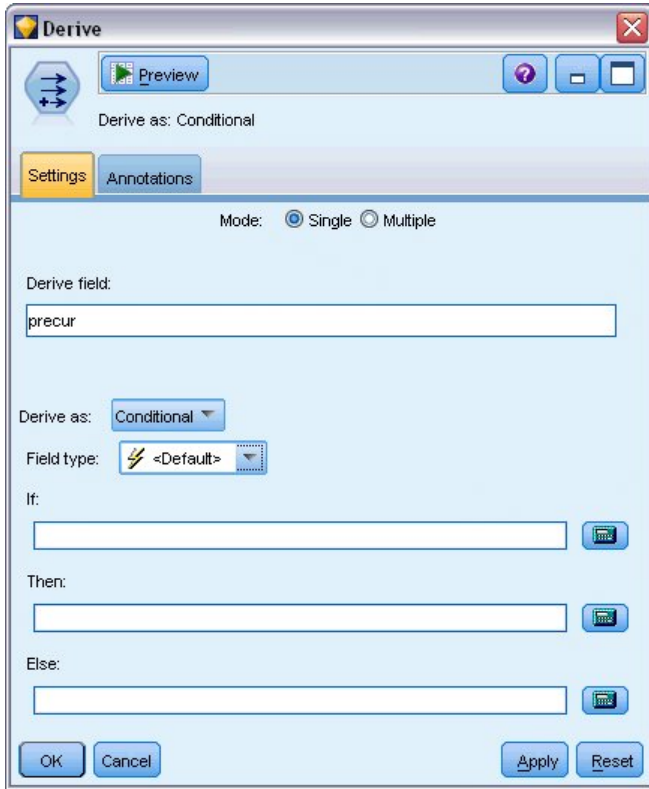 Derive
Preview
?
Derive as: Conditional
Settings Annotations
Mode: Single Multiple
Derive field:
precur
Derive as: Conditional
Field type: <Default>
If:
Then:
Else:
OK Cancel Apply Reset